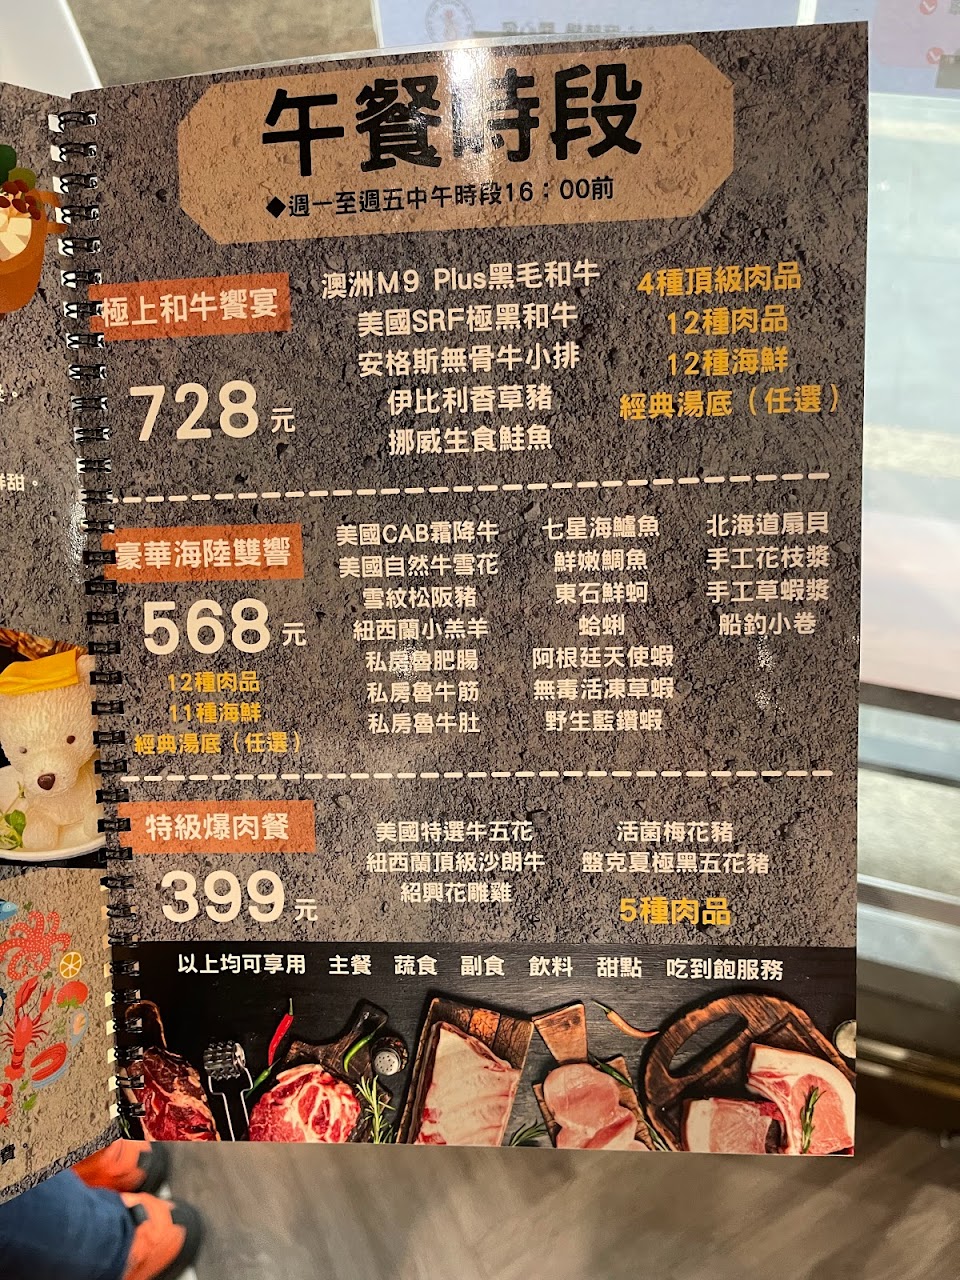 午餐時段
◆週一至週五中午時段16：00前
極上和牛饗宴
728元
澳洲M9 Plus黑毛和牛
美國SRF極黑和牛
安格斯無骨牛小排
伊比利香草豬
挪威生食鮭魚
4種頂級肉品
12種肉品
12種海鮮
經典湯底（任選）
豪華海陸雙響
568元
12種肉品
11種海鮮
經典湯底（任選）
美國CAB霜降牛
美國自然牛雪花
雪紋松阪豬
紐西蘭小羔羊
私房魯肥腸
私房魯牛筋
私房魯牛肚
七星海鱸魚
鮮嫩鯛魚
東石鮮蚵
蛤蜊
阿根廷天使蝦
無毒活凍草蝦
野生藍鑽蝦
北海道扇貝
手工花枝漿
手工草蝦漿
船釣小卷
特級爆肉餐
399元
美國特選牛五花
紐西蘭頂級沙朗牛
紹興花雕雞
活菌梅花豬
盤克夏極黑五花豬
5種肉品
以上均可享用 主餐 蔬食 副食 飲料 甜點 吃到飽服務
甜。